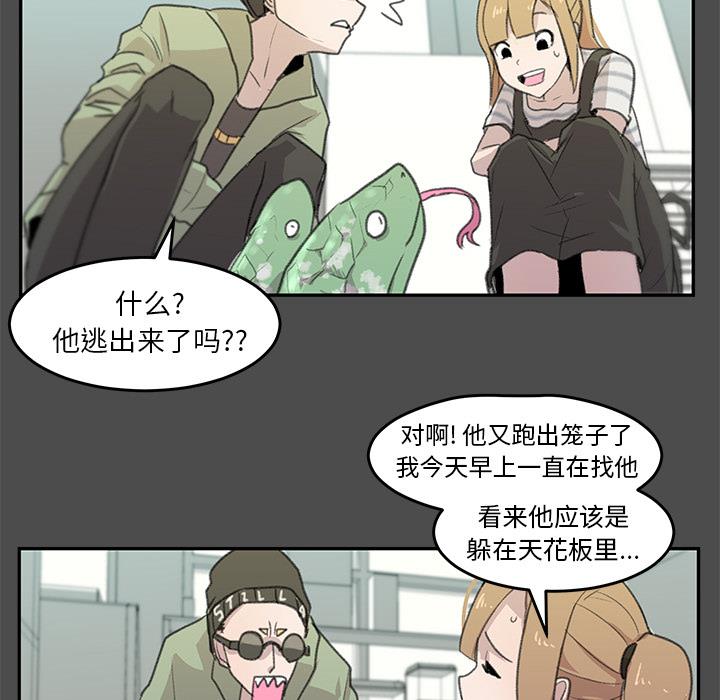 什么?
他逃出来了吗??
对啊! 他又跑出笼子了
我今天早上一直在找他
看来他应该是
躲在天花板里...
STILL